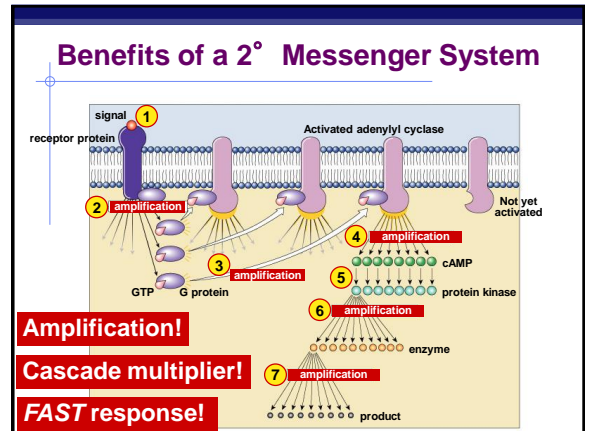 Benefits of a 2° Messenger System
signal
1
receptor protein
Activated adenylyl cyclase
2
amplification
Not yet
activated
4
amplification
3
amplification
cAMP
5
GTP
G protein
protein kinase
6
amplification
Amplification!
enzyme
Cascade multiplier!
7
amplification
FAST response!
product